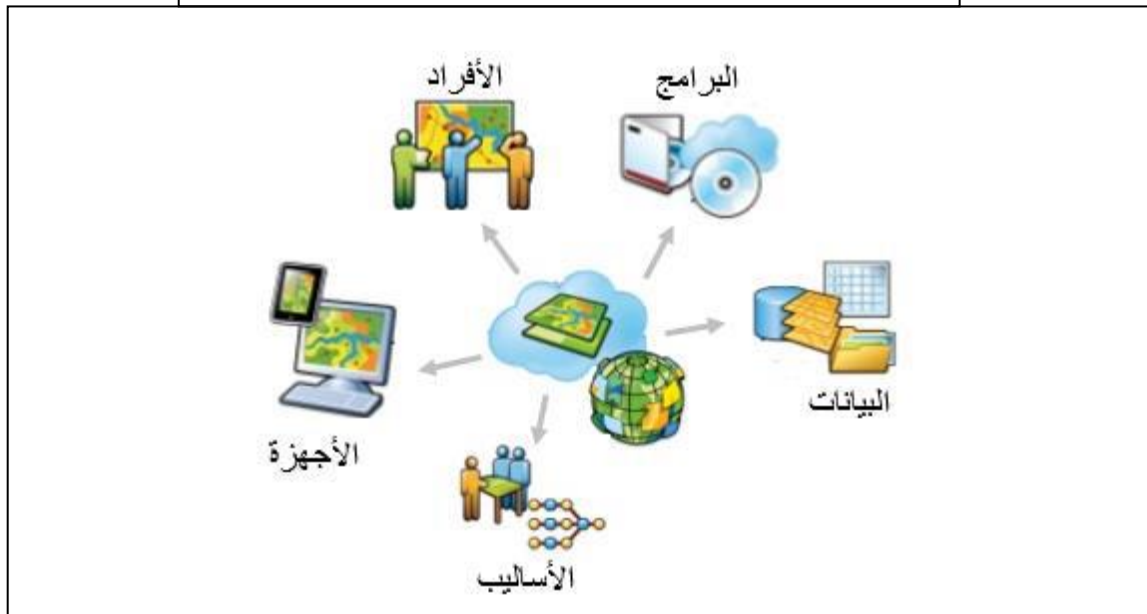 البرامج
الأفراد
البيانات
الأجهزة
الأساليب